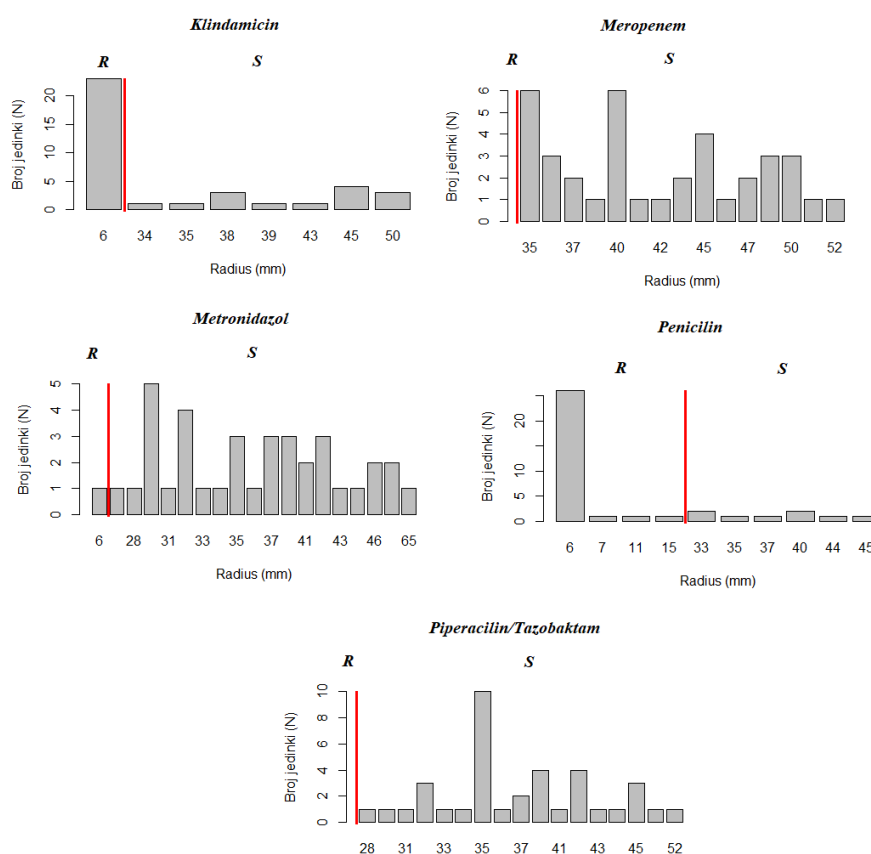 Klindamicin
R S
Broj jedinki (N)
20
15
10
5
0
6 34 35 38 39 43 45 50
Radius (mm)
Meropenem
R S
Broj jedinki (N)
6
5
4
3
2
1
0
35 37 40 42 45 47 50 52
Radius (mm)
Metronidazol
R S
Broj jedinki (N)
5
4
3
2
1
0
6 28 31 33 35 37 41 43 46 65
Radius (mm)
Penicilin
R S
Broj jedinki (N)
20
10
5
0
6 7 11 15 33 35 37 40 44 45
Radius (mm)
Piperacilin/Tazobaktam
R S
Broj jedinki (N)
10
8
6
4
2
0
28 31 33 35 37 41 43 45 52
Radius (mm)